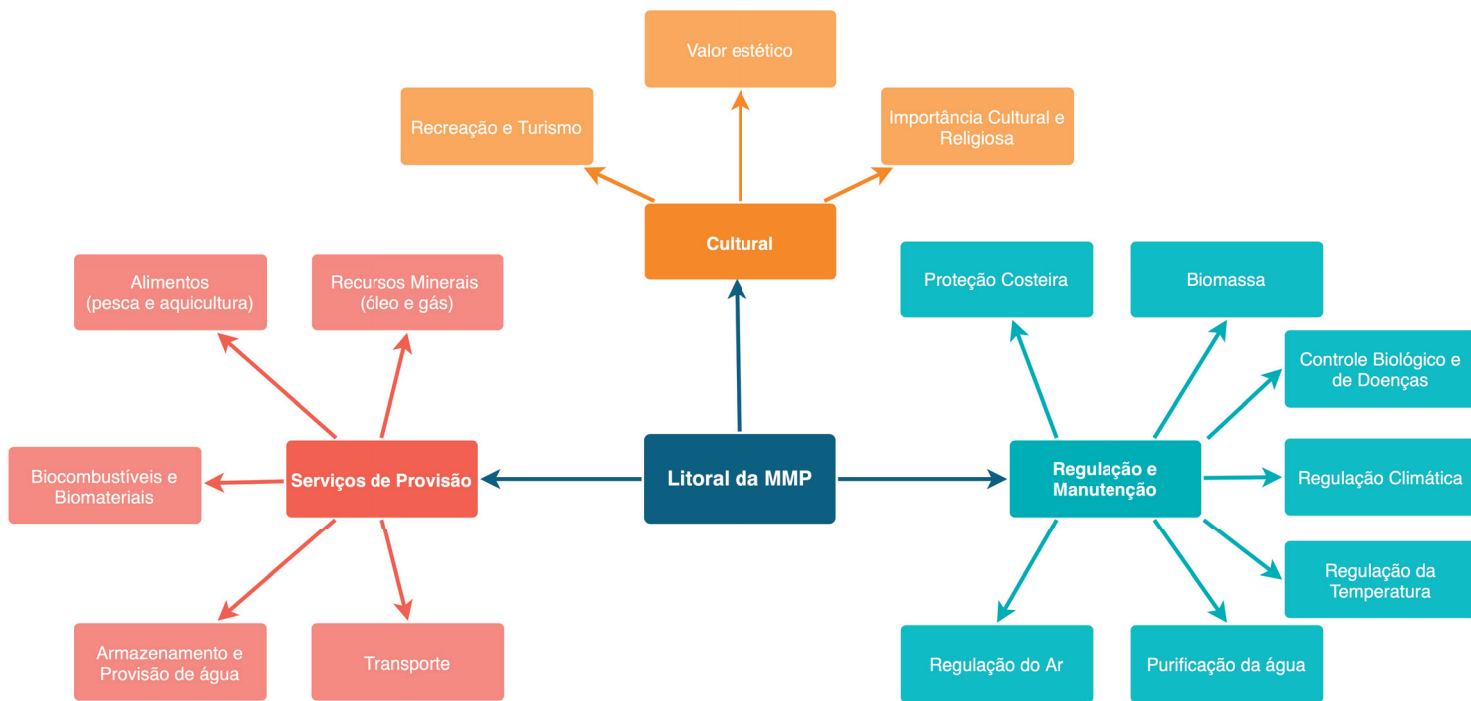 Valor estético
Recreação e Turismo
Importância Cultural e
Religiosa
Cultural
Alimentos
(pesca e aquicultura)
Recursos Minerais
(óleo e gás)
Proteção Costeira
Biomassa
Controle Biológico e
de Doenças
Biocombustíveis e
Biomateriais
Serviços de Provisão
Litoral da MMP
Regulação e
Manutenção
Regulação Climática
Regulação da
Temperatura
Armazenamento e
Provisão de água
Transporte
Regulação do Ar
Purificação da água